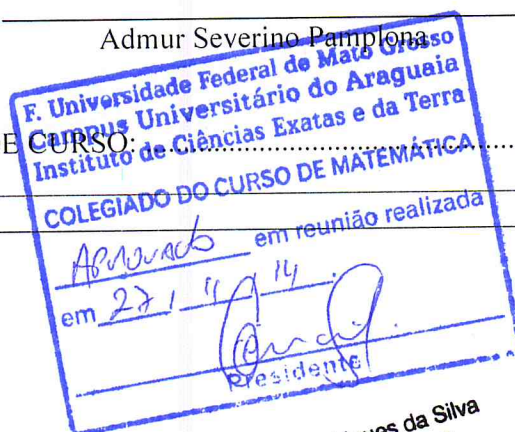 Admur Severino Pamplona
F. Universidade Federal de Mato Grosso
Campus Universitário do Araguaia
E CURSO:
Instituto de Ciências Exatas e da Terra
COLEGIADO DO CURSO DE MATEMÁTICA
Aprovado em reunião realizada
em 27 / 11 / 14.
Presidente
da Silva